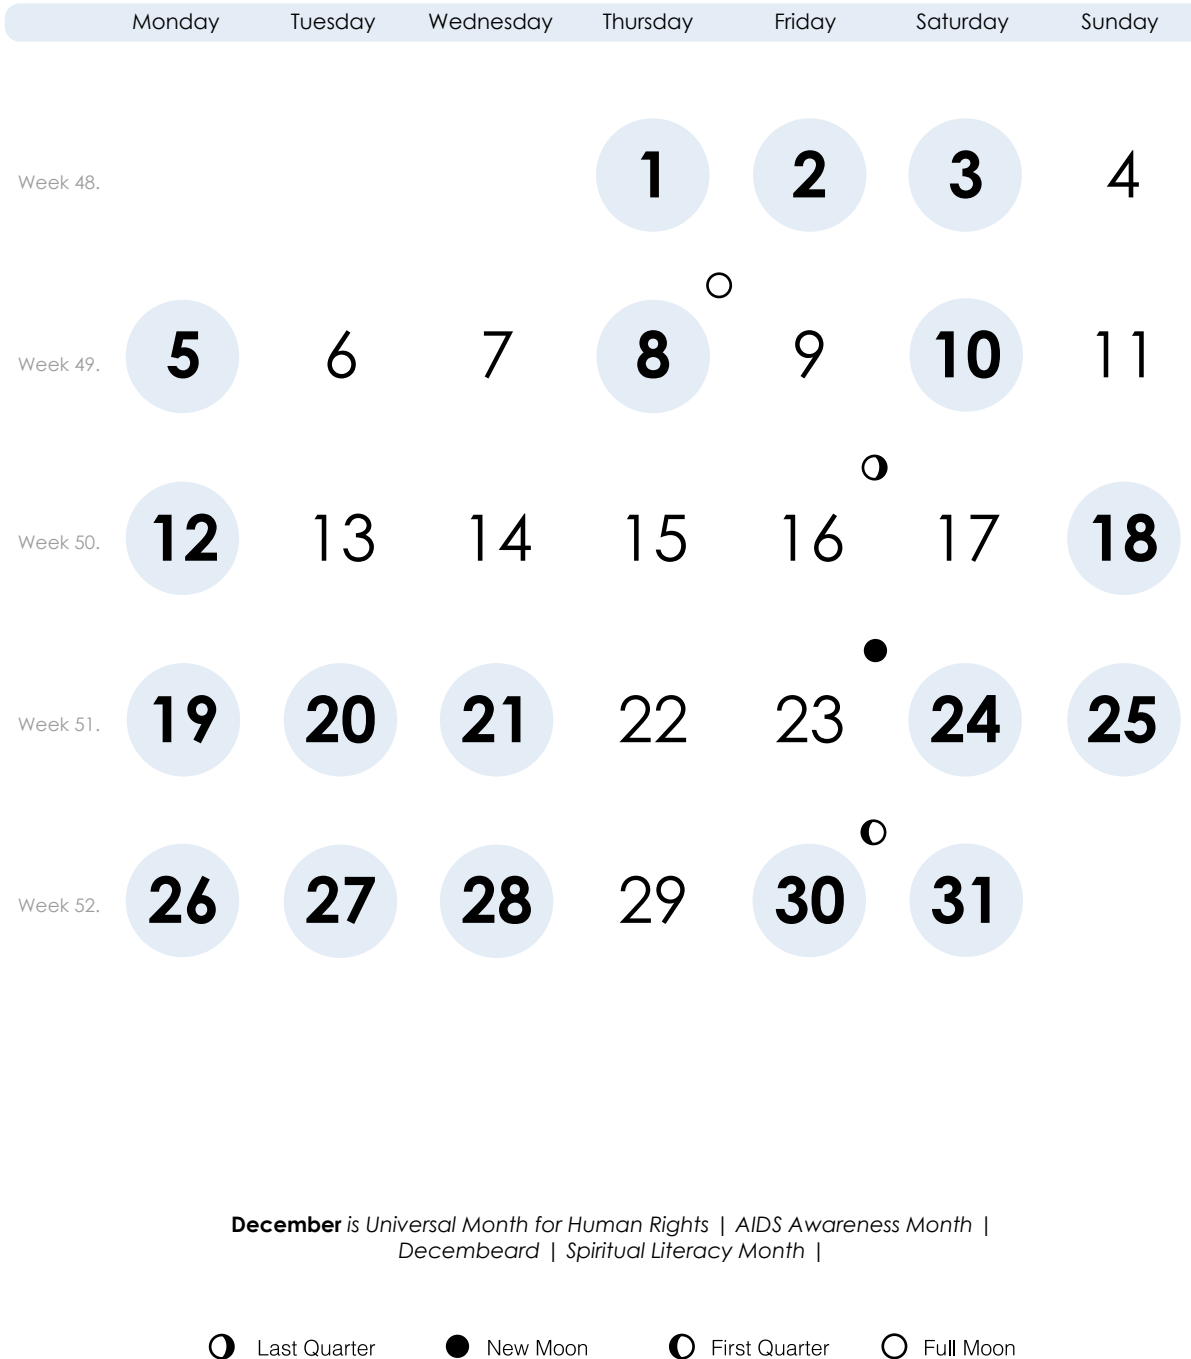 Monday Tuesday Wednesday Thursday Friday Saturday Sunday
Week 48. 1 2 3 4
Week 49. 5 6 7 8 9 10 11
Week 50. 12 13 14 15 16 17 18
Week 51. 19 20 21 22 23 24 25
Week 52. 26 27 28 29 30 31
December is Universal Month for Human Rights | AIDS Awareness Month |
Decembeard | Spiritual Literacy Month |
Last Quarter New Moon First Quarter Full Moon